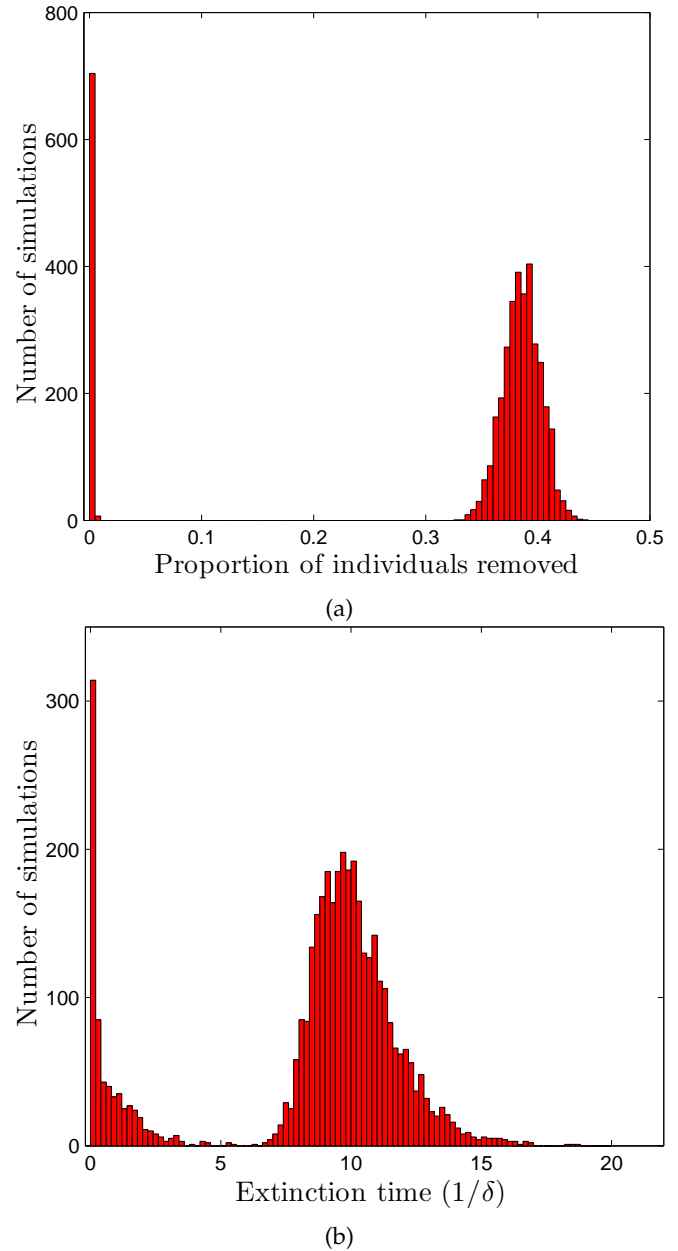 800
600
400
200
0
Number of simulations
0 0.1 0.2 0.3 0.4 0.5
Proportion of individuals removed
(a)
300
200
100
0
Number of simulations
0 5 10 15 20
Extinction time (1/δ)
(b)